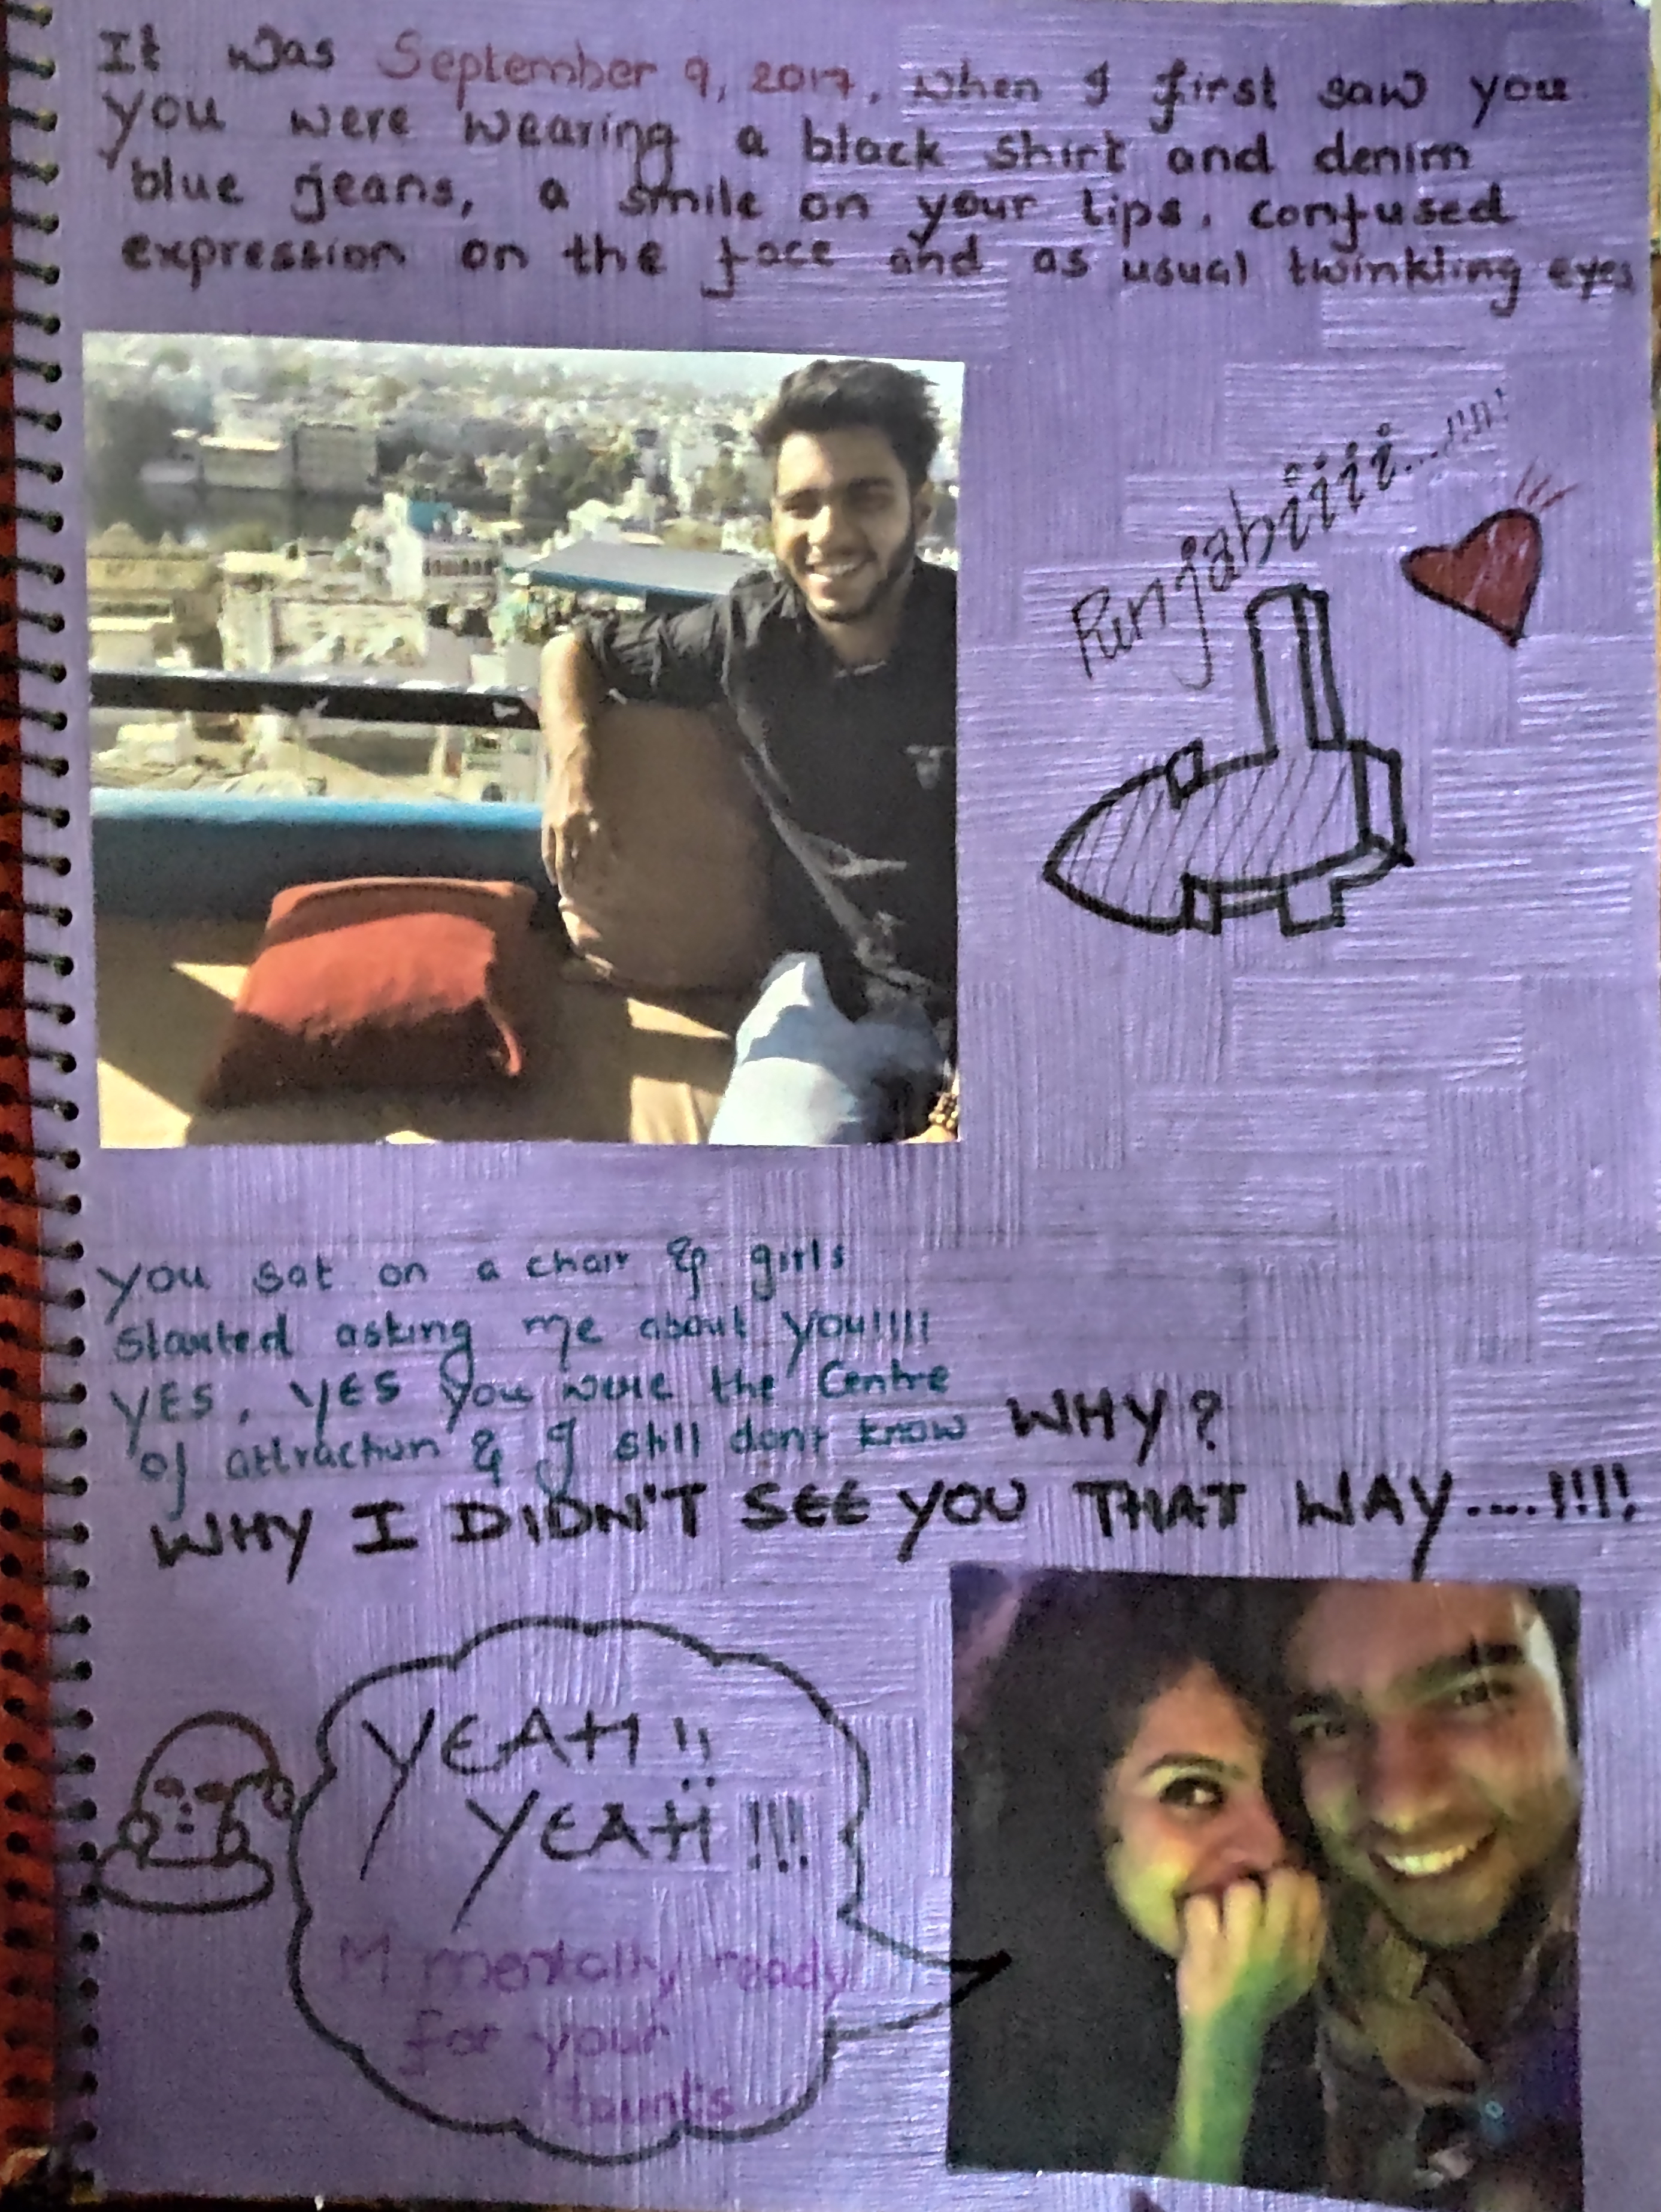 It was September 9, 2017, when I first saw you
you were wearing a black shirt and denim
blue jeans, a smile on your lips, confused
expression on the face and as usual twinkling eyes
Punjabiiiii....!!!!!
you sat on a chair & girls
started asking me about you!!!!
YES, YES you were the Centre
of attraction & I still dont know WHY?
WHY I DIDN'T SEE YOU THAT WAY....!!!!
YEAH!!
YEAH!!!
M mentally ready
for your
taunts